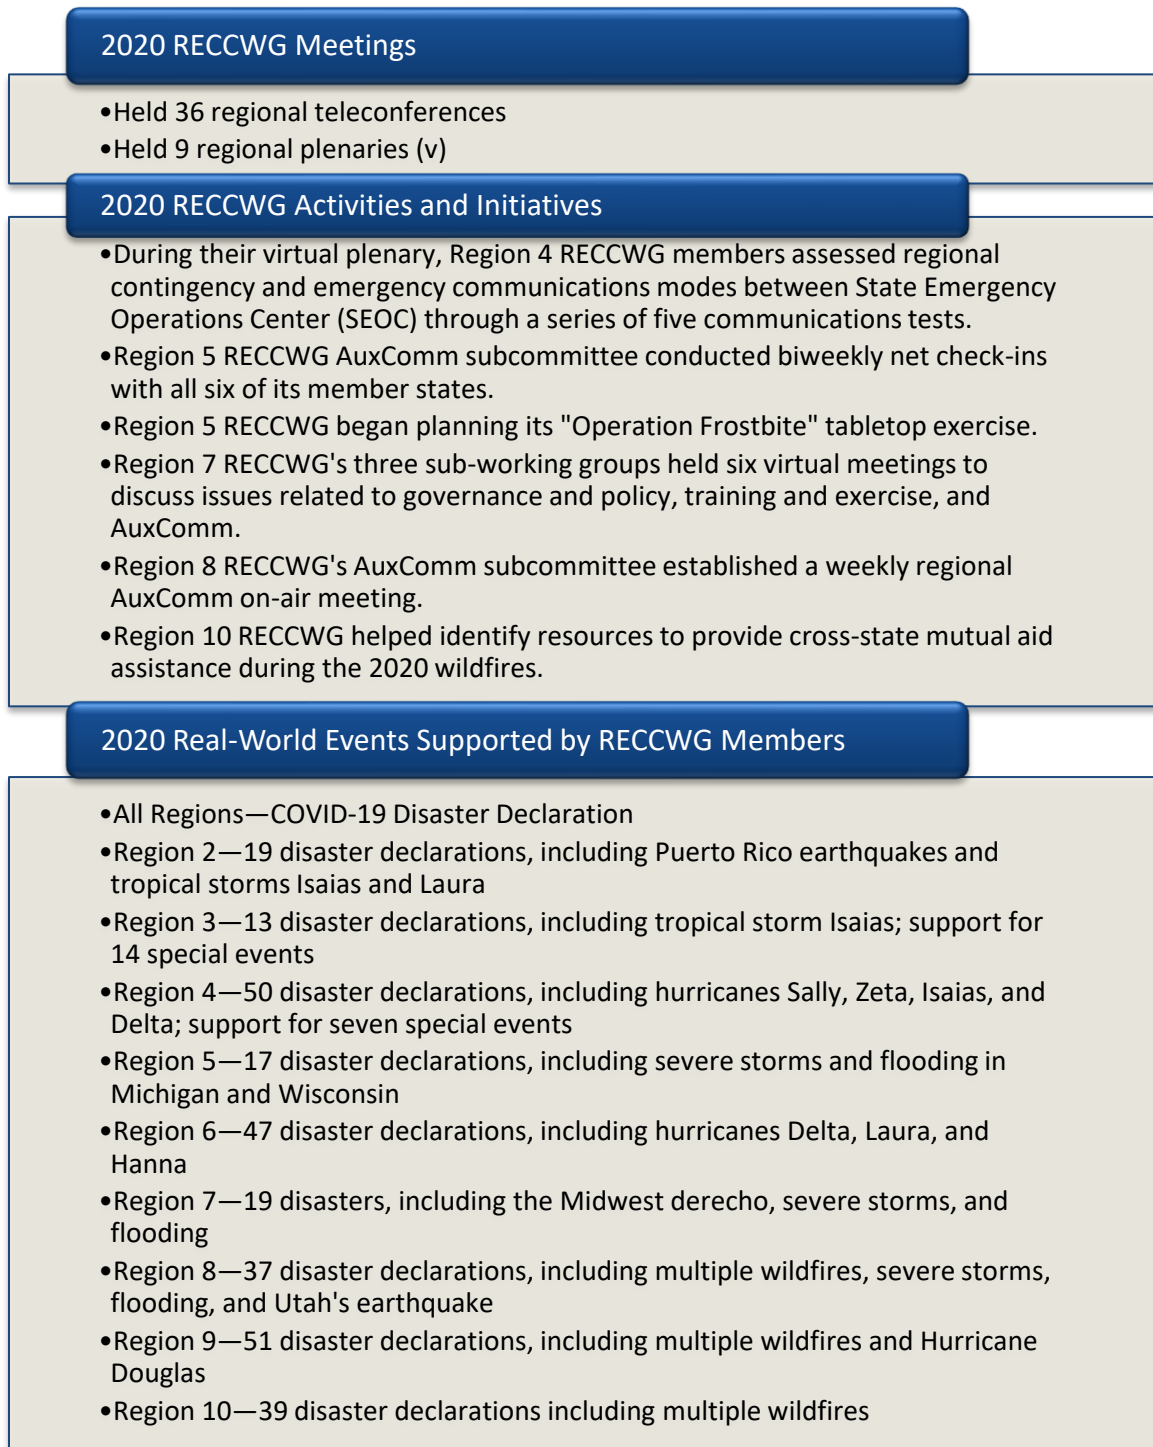 2020 RECCWG Meetings
•Held 36 regional teleconferences
•Held 9 regional plenaries (v)
2020 RECCWG Activities and Initiatives
•During their virtual plenary, Region 4 RECCWG members assessed regional
contingency and emergency communications modes between State Emergency
Operations Center (SEOC) through a series of five communications tests.
•Region 5 RECCWG AuxComm subcommittee conducted biweekly net check-ins
with all six of its member states.
•Region 5 RECCWG began planning its "Operation Frostbite" tabletop exercise.
•Region 7 RECCWG's three sub-working groups held six virtual meetings to
discuss issues related to governance and policy, training and exercise, and
AuxComm.
•Region 8 RECCWG's AuxComm subcommittee established a weekly regional
AuxComm on-air meeting.
•Region 10 RECCWG helped identify resources to provide cross-state mutual aid
assistance during the 2020 wildfires.
2020 Real-World Events Supported by RECCWG Members
•All Regions—COVID-19 Disaster Declaration
•Region 2—19 disaster declarations, including Puerto Rico earthquakes and
tropical storms Isaias and Laura
•Region 3—13 disaster declarations, including tropical storm Isaias; support for
14 special events
•Region 4—50 disaster declarations, including hurricanes Sally, Zeta, Isaias, and
Delta; support for seven special events
•Region 5—17 disaster declarations, including severe storms and flooding in
Michigan and Wisconsin
•Region 6—47 disaster declarations, including hurricanes Delta, Laura, and
Hanna
•Region 7—19 disasters, including the Midwest derecho, severe storms, and
flooding
•Region 8—37 disaster declarations, including multiple wildfires, severe storms,
flooding, and Utah's earthquake
•Region 9—51 disaster declarations, including multiple wildfires and Hurricane
Douglas
•Region 10—39 disaster declarations including multiple wildfires